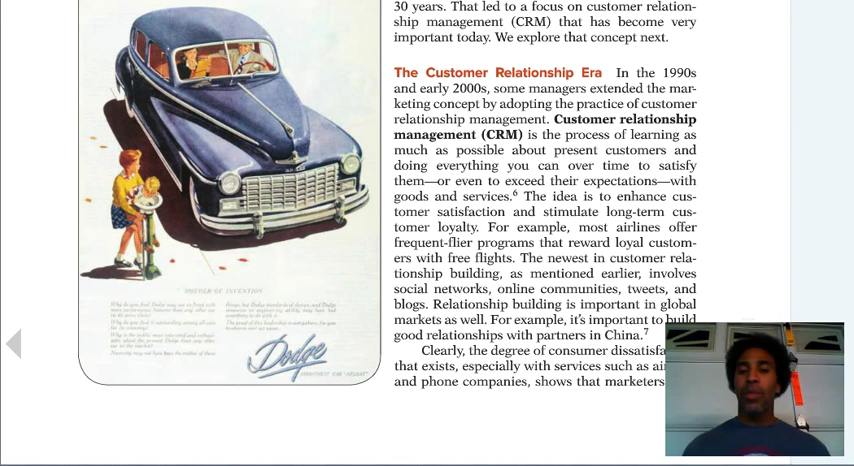 30 years. That led to a focus on customer relation-
ship management (CRM) that has become very
important today. We explore that concept next.
The Customer Relationship Era In the 1990s
and early 2000s, some managers extended the mar-
keting concept by adopting the practice of customer
relationship management. Customer relationship
management (CRM) is the process of learning as
much as possible about present customers and
doing everything you can over time to satisfy
them—or even to exceed their expectations—with
goods and services.6 The idea is to enhance cus-
tomer satisfaction and stimulate long-term cus-
tomer loyalty. For example, most airlines offer
frequent-flier programs that reward loyal custom-
ers with free flights. The newest in customer rela-
tionship building, as mentioned earlier, involves
social networks, online communities, tweets, and
blogs. Relationship building is important in global
markets as well. For example, it's important to build
good relationships with partners in China.7
Clearly, the degree of consumer dissatisfa
that exists, especially with services such as
and phone companies, shows that marketers
MOTHER OF INVENTION
Dodge